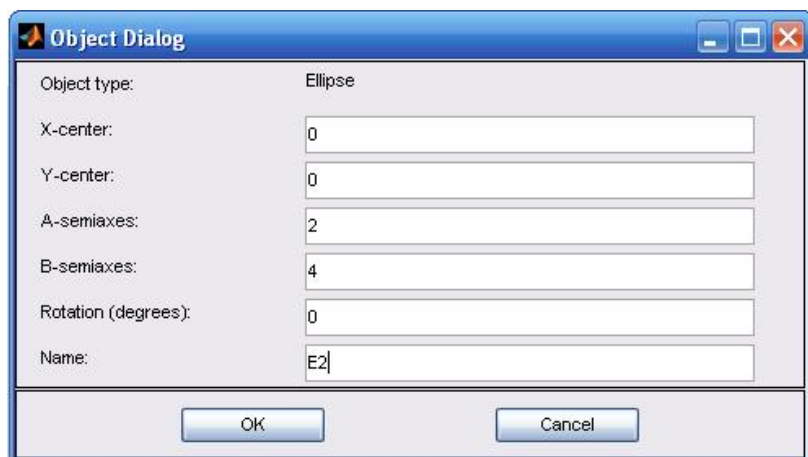 Object Dialog
Object type: Ellipse
X-center: 0
Y-center: 0
A-semiaxes: 2
B-semiaxes: 4
Rotation (degrees): 0
Name: E2
OK Cancel